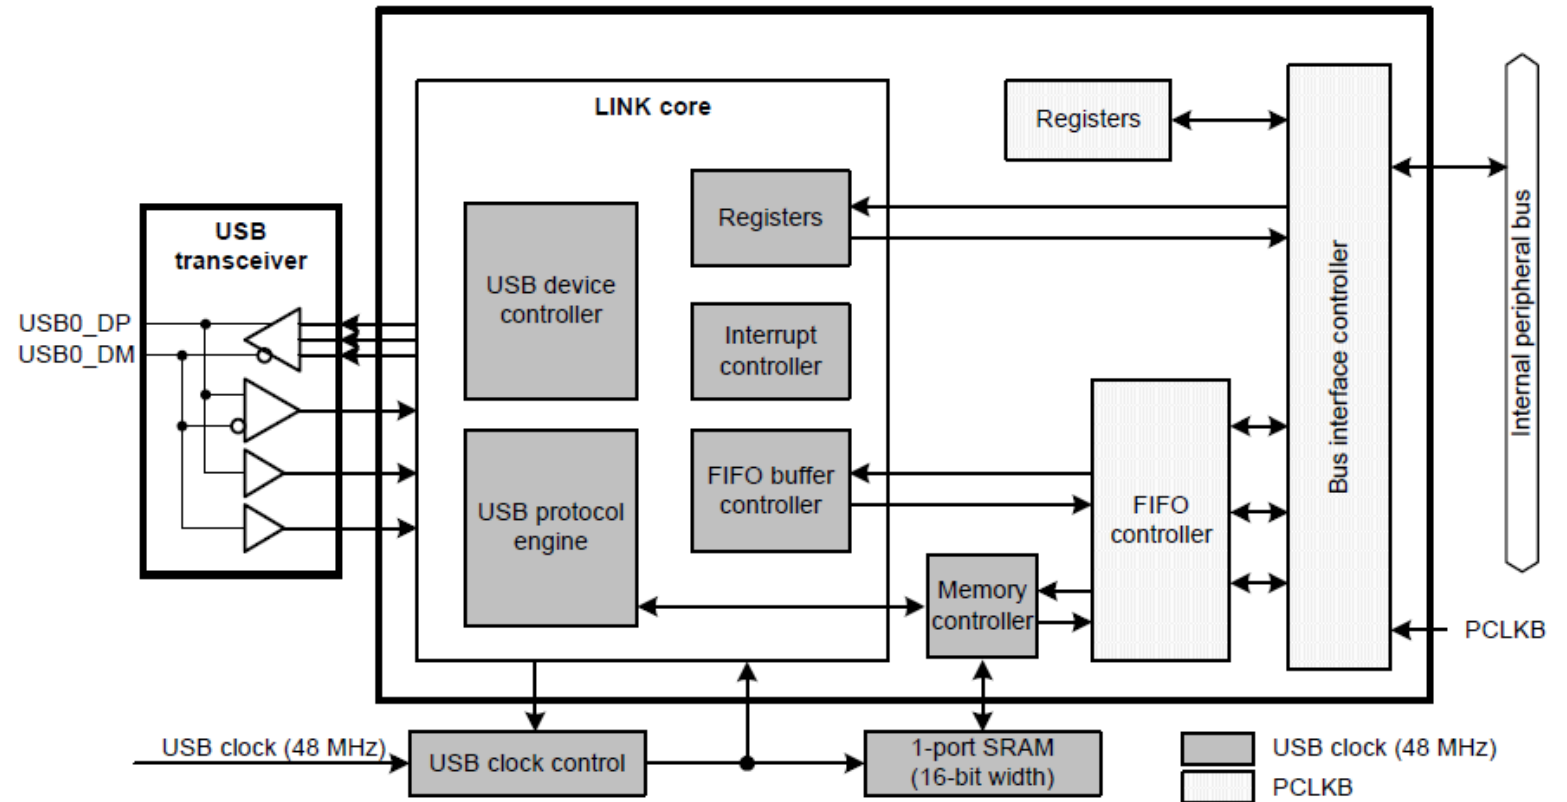 LINK core
Registers
Registers
USB
transceiver
USB device
controller
Interrupt
controller
USB0_DP
USB0_DM
Internal peripheral bus
Bus interface controller
FIFO buffer
controller
USB protocol
engine
FIFO
controller
Memory
controller
PCLKB
USB clock (48 MHz)
USB clock control
1-port SRAM
(16-bit width)
USB clock (48 MHz)
PCLKB